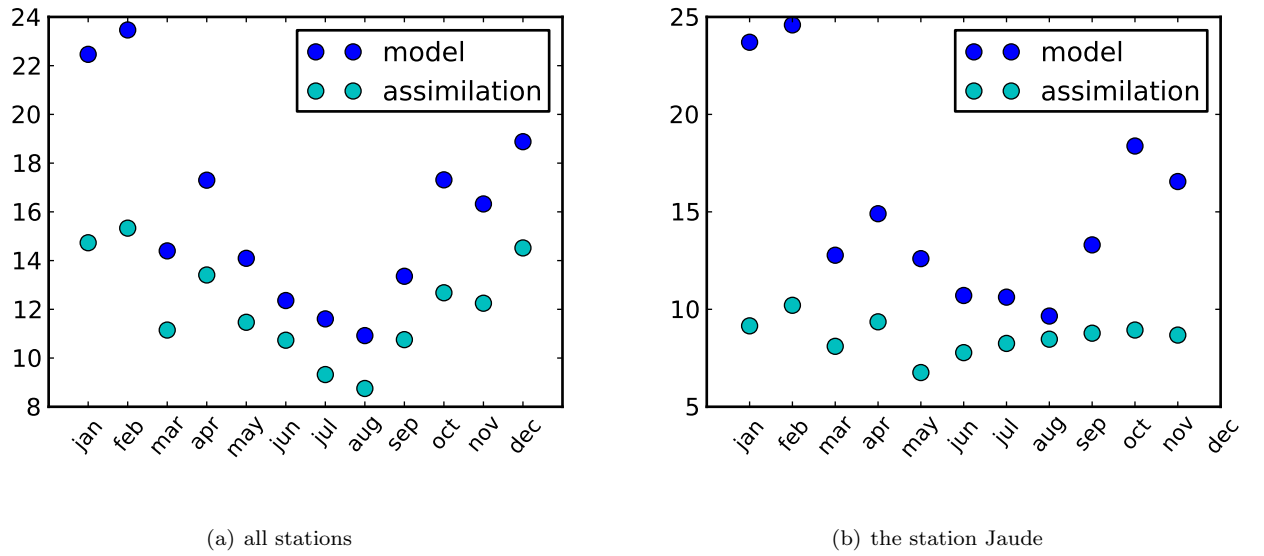 24
22
20
18
16
14
12
10
8
model
assimilation
jan feb mar apr may jun jul aug sep oct nov dec
(a) all stations
25
20
15
10
5
model
assimilation
jan feb mar apr may jun jul aug sep oct nov dec
(b) the station Jaude